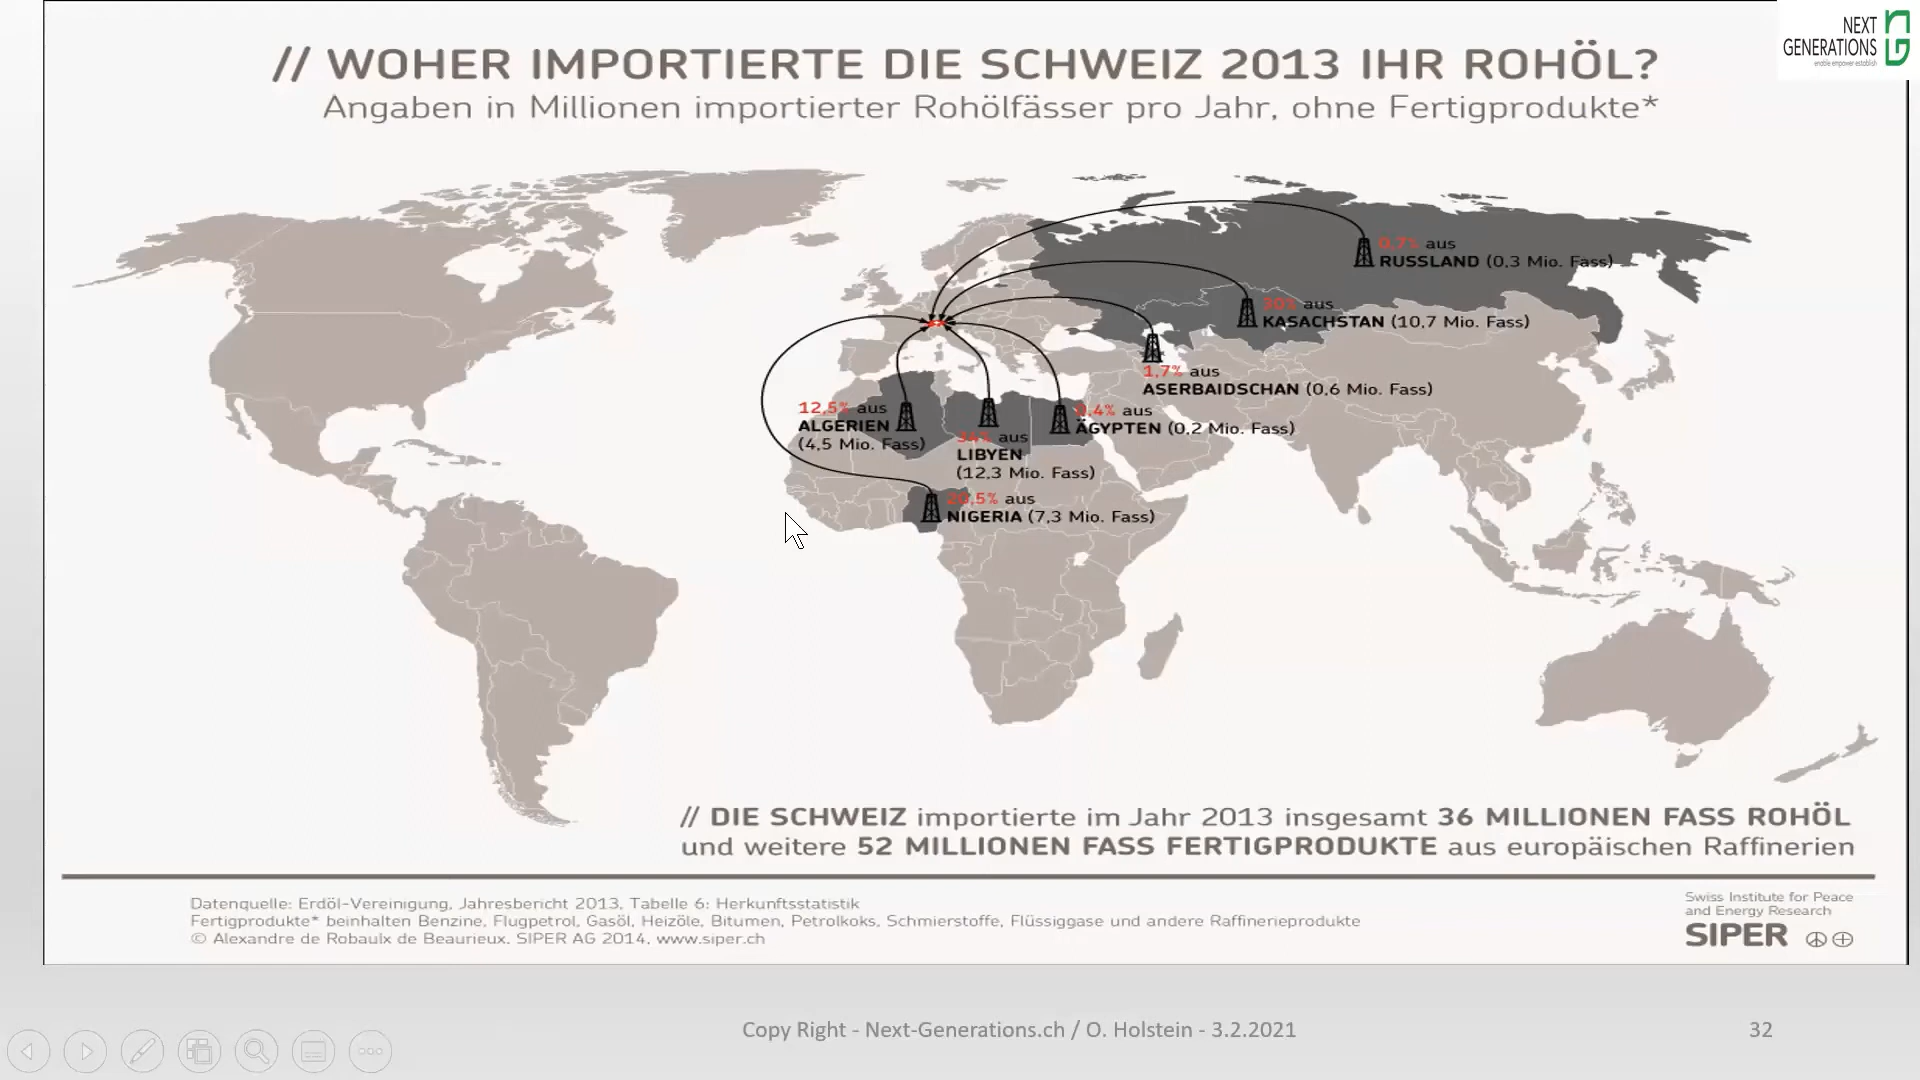 NEXT
GENERATIONS
enable empower establish
// WOHER IMPORTIERTE DIE SCHWEIZ 2013 IHR ROHÖL?
Angaben in Millionen importierter Rohölfässer pro Jahr, ohne Fertigprodukte*
0,7% aus
RUSSLAND (0,3 Mio. Fass)
30% aus
KASACHSTAN (10,7 Mio. Fass)
1,7% aus
ASERBAIDSCHAN (0,6 Mio. Fass)
12,5% aus
ALGERIEN
(4,5 Mio. Fass)
34% aus
LIBYEN
(12,3 Mio. Fass)
0,4% aus
ÄGYPTEN (0,2 Mio. Fass)
20,5% aus
NIGERIA (7,3 Mio. Fass)
// DIE SCHWEIZ importierte im Jahr 2013 insgesamt 36 MILLIONEN FASS ROHÖL
und weitere 52 MILLIONEN FASS FERTIGPRODUKTE aus europäischen Raffinerien
Datenquelle: Erdöl-Vereinigung, Jahresbericht 2013, Tabelle 6: Herkunftsstatistik
Fertigprodukte* beinhalten Benzine, Flugpetrol, Gasöl, Heizöle, Bitumen, Petrolkoks, Schmierstoffe, Flüssiggase und andere Raffinerieprodukte
© Alexandre de Robaulx de Beaurieux, SIPER AG 2014, www.siper.ch
Swiss Institute for Peace
and Energy Research
SIPER
Copy Right - Next-Generations.ch / O. Holstein - 3.2.2021
32